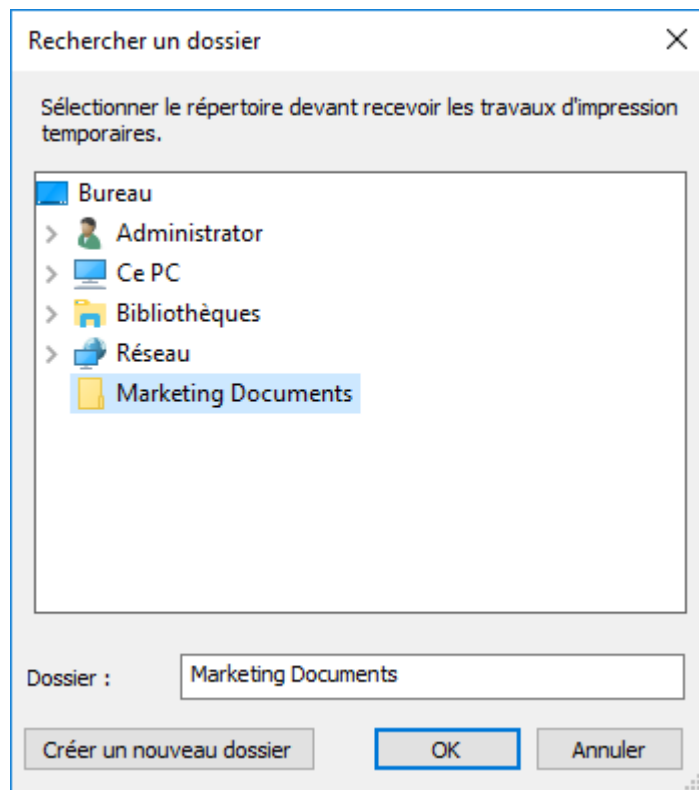 Rechercher un dossier
Sélectionner le répertoire devant recevoir les travaux d'impression
temporaires.
Bureau
Administrator
Ce PC
Bibliothèques
Réseau
Marketing Documents
Dossier : Marketing Documents
Créer un nouveau dossier OK Annuler